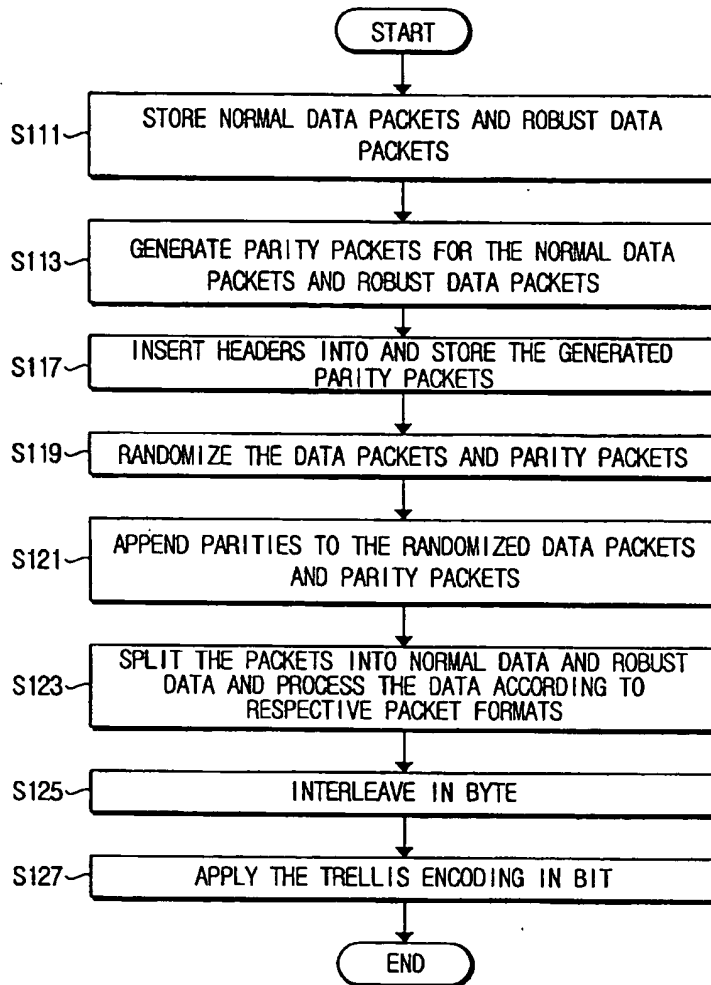 START
S111
STORE NORMAL DATA PACKETS AND ROBUST DATA
PACKETS
S113
GENERATE PARITY PACKETS FOR THE NORMAL DATA
PACKETS AND ROBUST DATA PACKETS
S117
INSERT HEADERS INTO AND STORE THE GENERATED
PARITY PACKETS
S119
RANDOMIZE THE DATA PACKETS AND PARITY PACKETS
S121
APPEND PARITIES TO THE RANDOMIZED DATA PACKETS
AND PARITY PACKETS
S123
SPLIT THE PACKETS INTO NORMAL DATA AND ROBUST
DATA AND PROCESS THE DATA ACCORDING TO
RESPECTIVE PACKET FORMATS
S125
INTERLEAVE IN BYTE
S127
APPLY THE TRELLIS ENCODING IN BIT
END